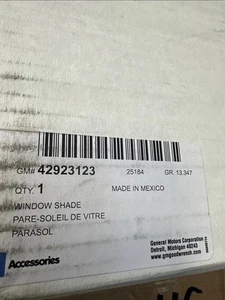 GM# 42923123 25184 GR. 13.347
QTY. 1 MADE IN MEXICO
WINDOW SHADE
PARE-SOLEIL DE VITRE
PARASOL
General Motors Corporation
Detroit, Michigan 48243
www.gmgoodwrench.com
Accessories